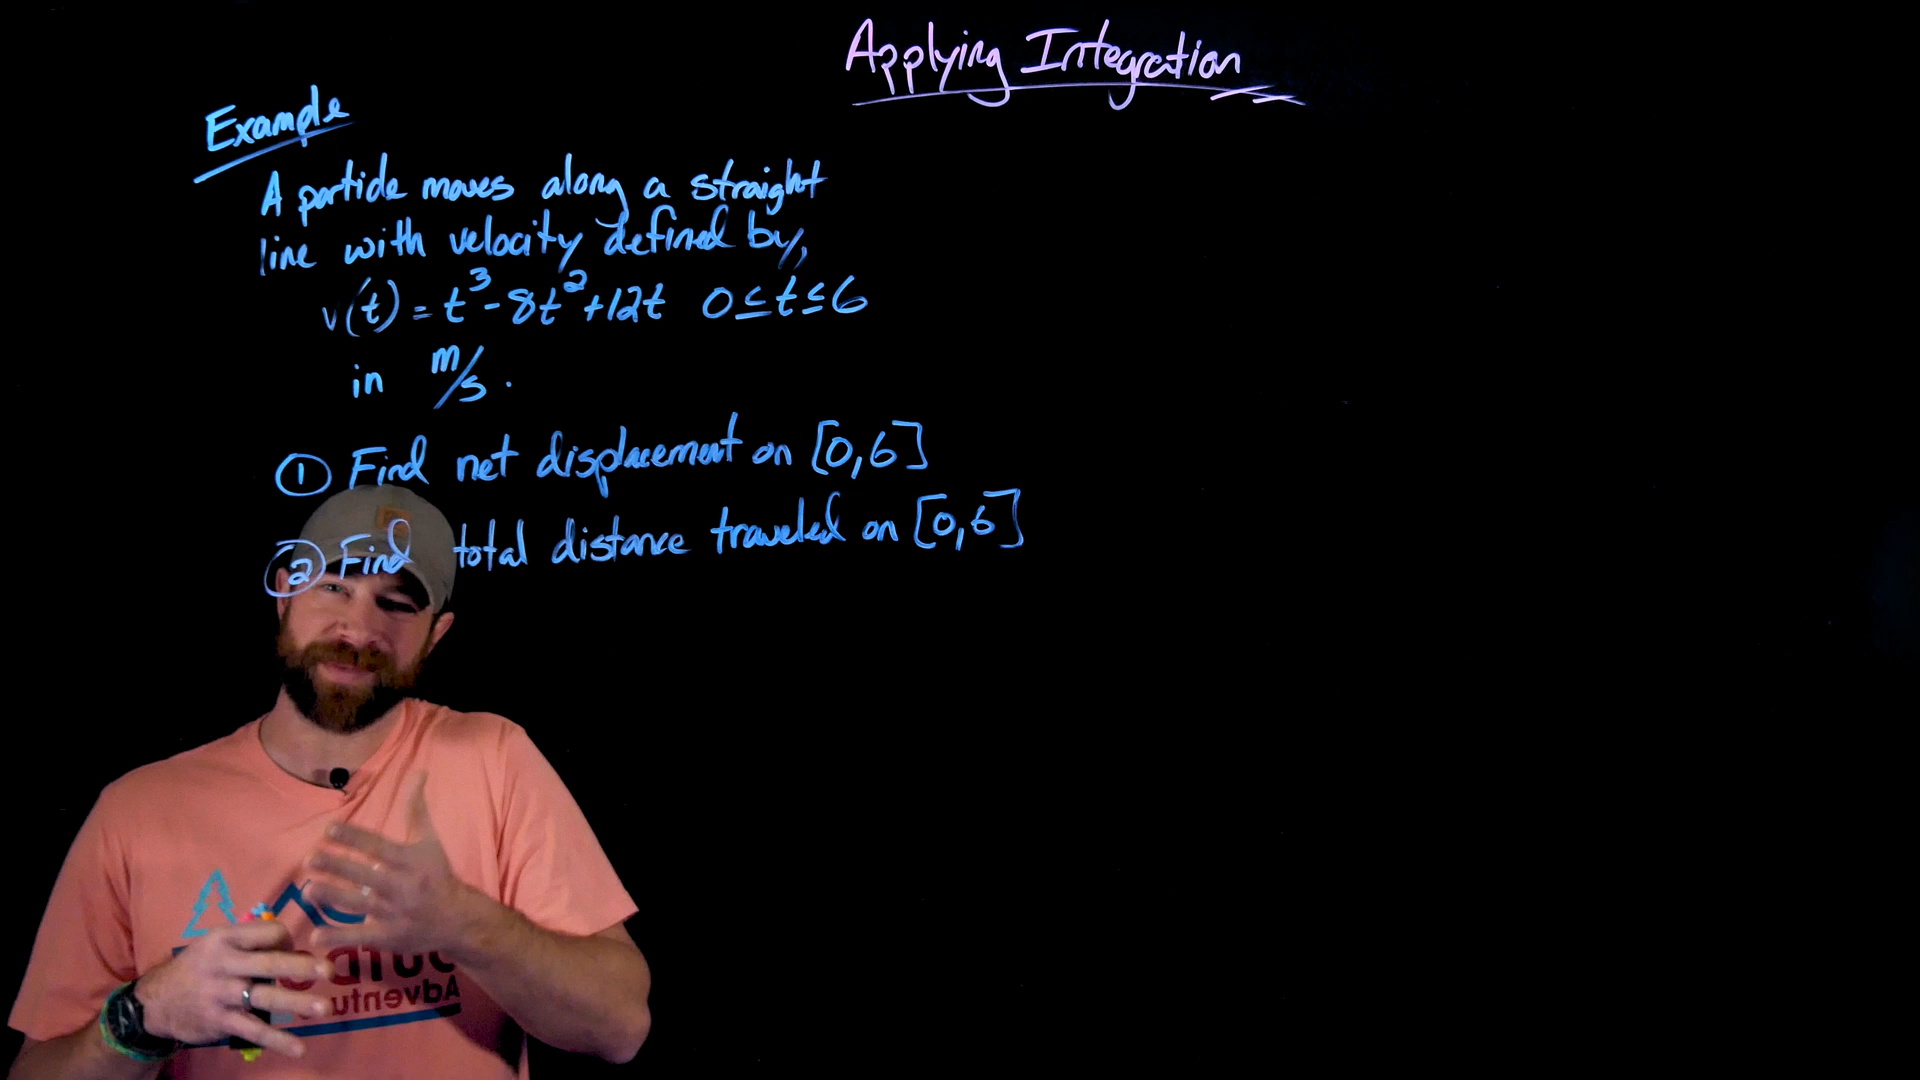 Applying Integration
Example
A particle moves along a straight
line with velocity defined by,
v(t) = t³ - 8t² + 12t 0 ≤ t ≤ 6
in m/s.
① Find net displacement on [0,6]
② Find total distance traveled on [0,6]